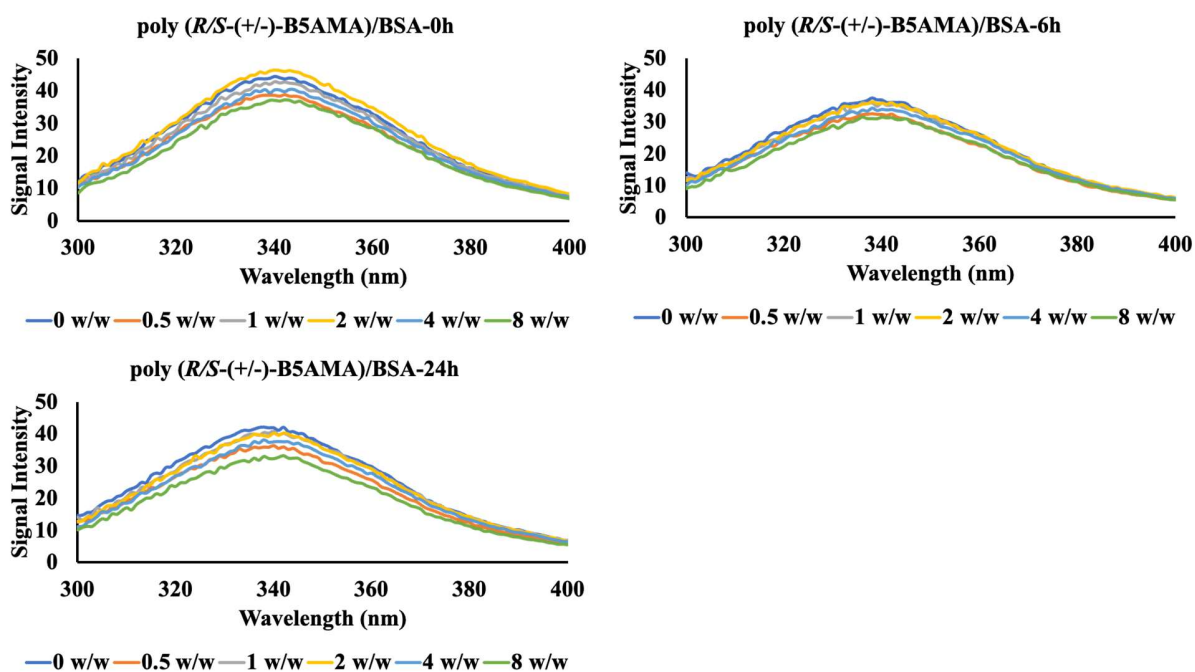 poly (R/S-(+/-)-B5AMA)/BSA-0h
Signal Intensity
50
40
30
20
10
0
300 320 340 360 380 400
Wavelength (nm)
0 w/w 0.5 w/w 1 w/w 2 w/w 4 w/w 8 w/w
poly (R/S-(+/-)-B5AMA)/BSA-6h
Signal Intensity
50
40
30
20
10
0
300 320 340 360 380 400
Wavelength (nm)
0 w/w 0.5 w/w 1 w/w 2 w/w 4 w/w 8 w/w
poly (R/S-(+/-)-B5AMA)/BSA-24h
Signal Intensity
50
40
30
20
10
0
300 320 340 360 380 400
Wavelength (nm)
0 w/w 0.5 w/w 1 w/w 2 w/w 4 w/w 8 w/w